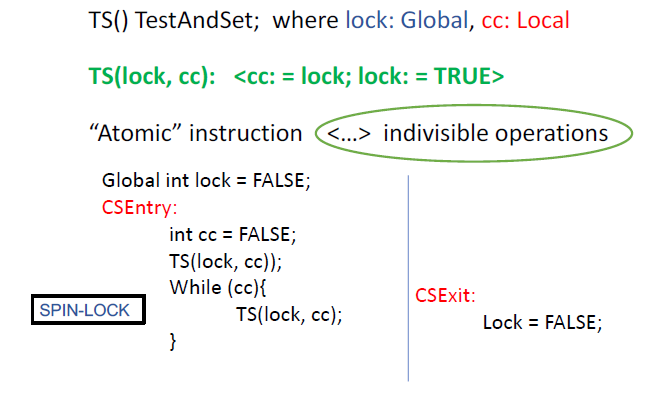 TS() TestAndSet;  where lock: Global, cc: Local
TS(lock, cc):   <cc: = lock; lock: = TRUE>
“Atomic” instruction   <...>  indivisible operations
Global int lock = FALSE;
CSEntry:
int cc = FALSE;
TS(lock, cc));
While (cc){
SPIN-LOCK
TS(lock, cc);
}
CSExit:
Lock = FALSE;